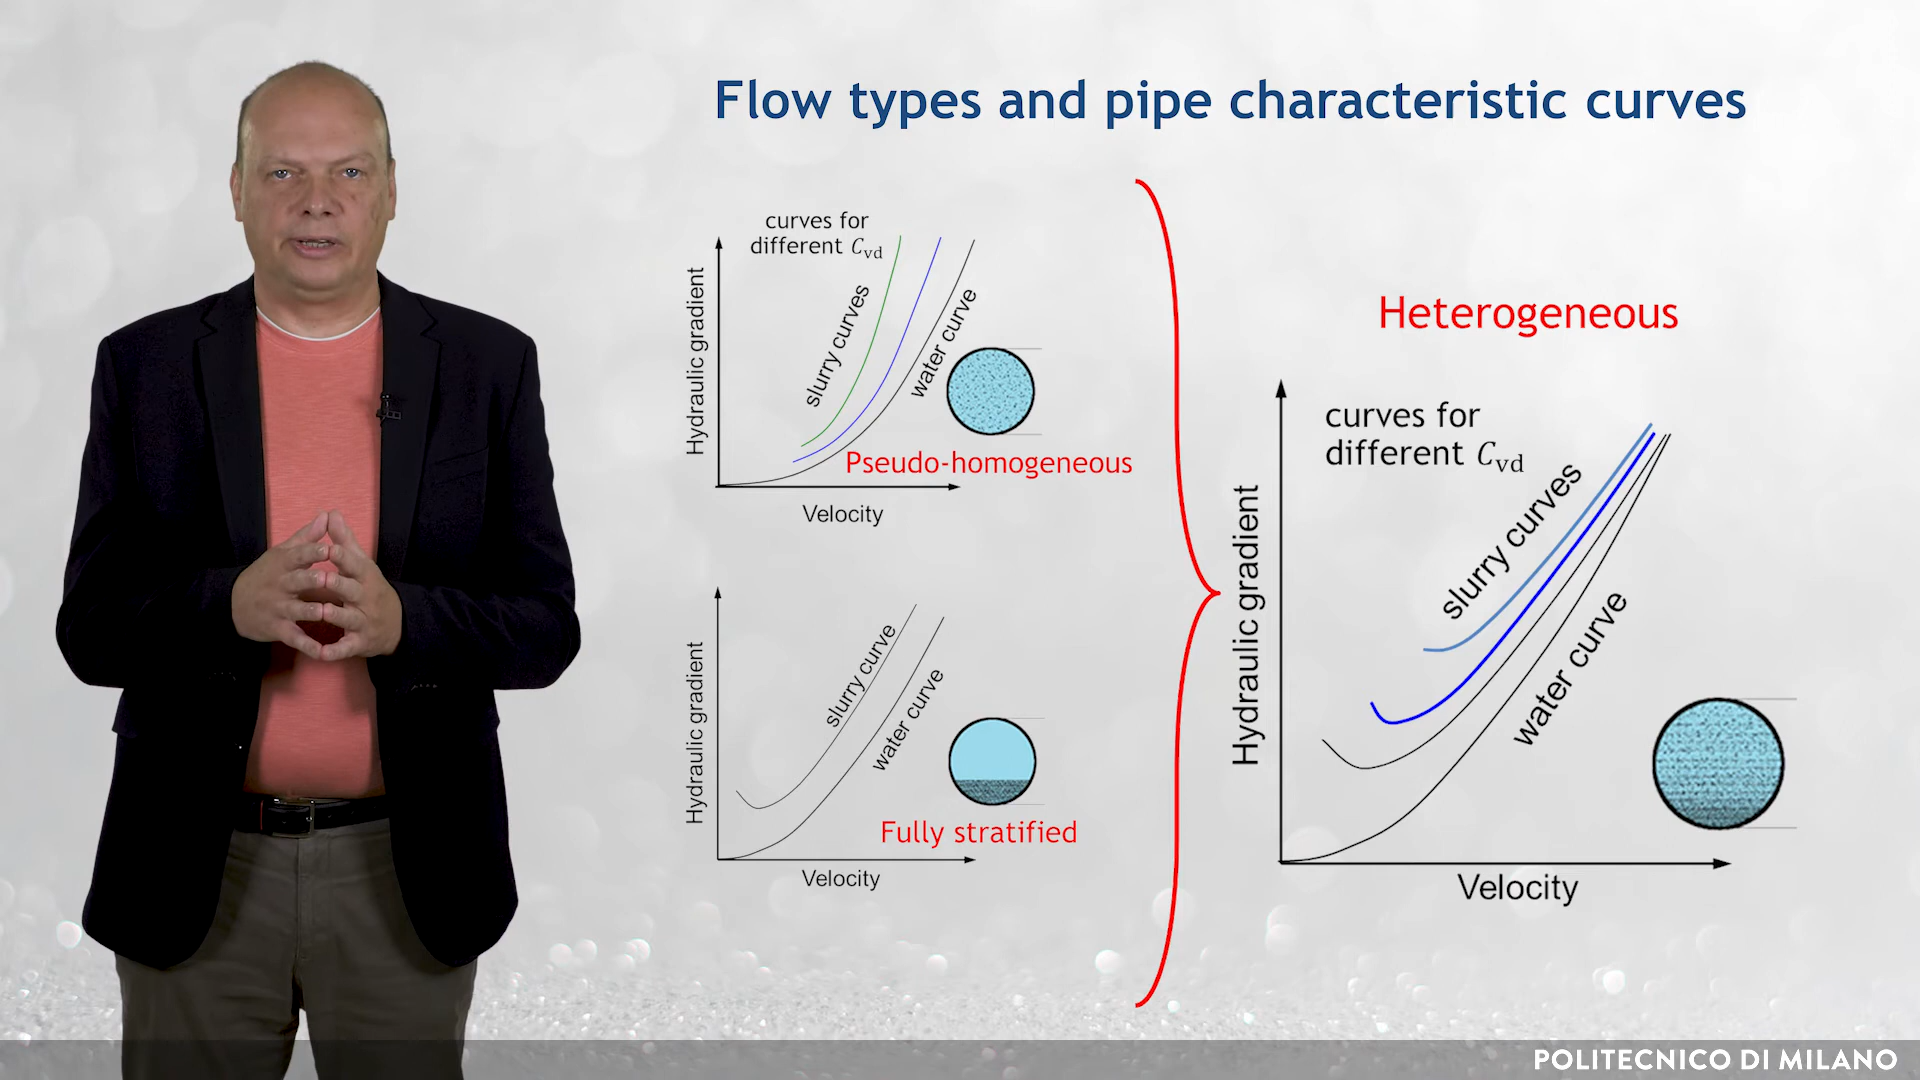 Flow types and pipe characteristic curves
curves for
different Cvd
Hydraulic gradient
slurry curves
water curve
Pseudo-homogeneous
Velocity
Hydraulic gradient
slurry curve
water curve
Fully stratified
Velocity
Heterogeneous
curves for
different Cvd
Hydraulic gradient
slurry curves
water curve
Velocity
POLITECNICO DI MILANO